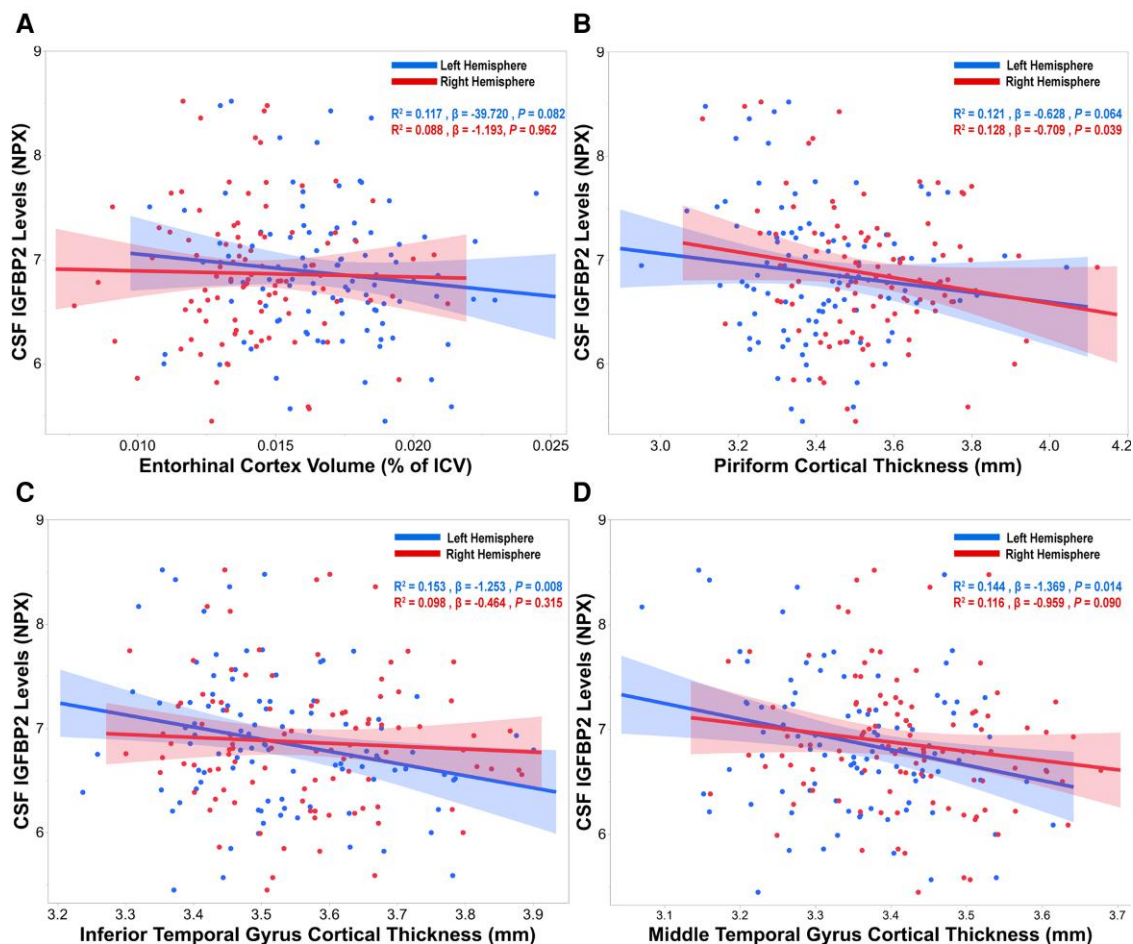 A
CSF IGFBP2 Levels (NPX)
9
8
7
6
Left Hemisphere
Right Hemisphere
R² = 0.117 , β = -39.720 , P = 0.082
R² = 0.088 , β = -1.193, P = 0.962
0.010 0.015 0.020 0.025
Entorhinal Cortex Volume (% of ICV)
B
CSF IGFBP2 Levels (NPX)
9
8
7
6
Left Hemisphere
Right Hemisphere
R² = 0.121 , β = -0.628 , P = 0.064
R² = 0.128 , β = -0.709 , P = 0.039
3.0 3.2 3.4 3.6 3.8 4.0 4.2
Piriform Cortical Thickness (mm)
C
CSF IGFBP2 Levels (NPX)
9
8
7
6
Left Hemisphere
Right Hemisphere
R² = 0.153 , β = -1.253 , P = 0.008
R² = 0.098 , β = -0.464 , P = 0.315
3.2 3.3 3.4 3.5 3.6 3.7 3.8 3.9
Inferior Temporal Gyrus Cortical Thickness (mm)
D
CSF IGFBP2 Levels (NPX)
9
8
7
6
Left Hemisphere
Right Hemisphere
R² = 0.144 , β = -1.369 , P = 0.014
R² = 0.116 , β = -0.959 , P = 0.090
3.1 3.2 3.3 3.4 3.5 3.6 3.7
Middle Temporal Gyrus Cortical Thickness (mm)